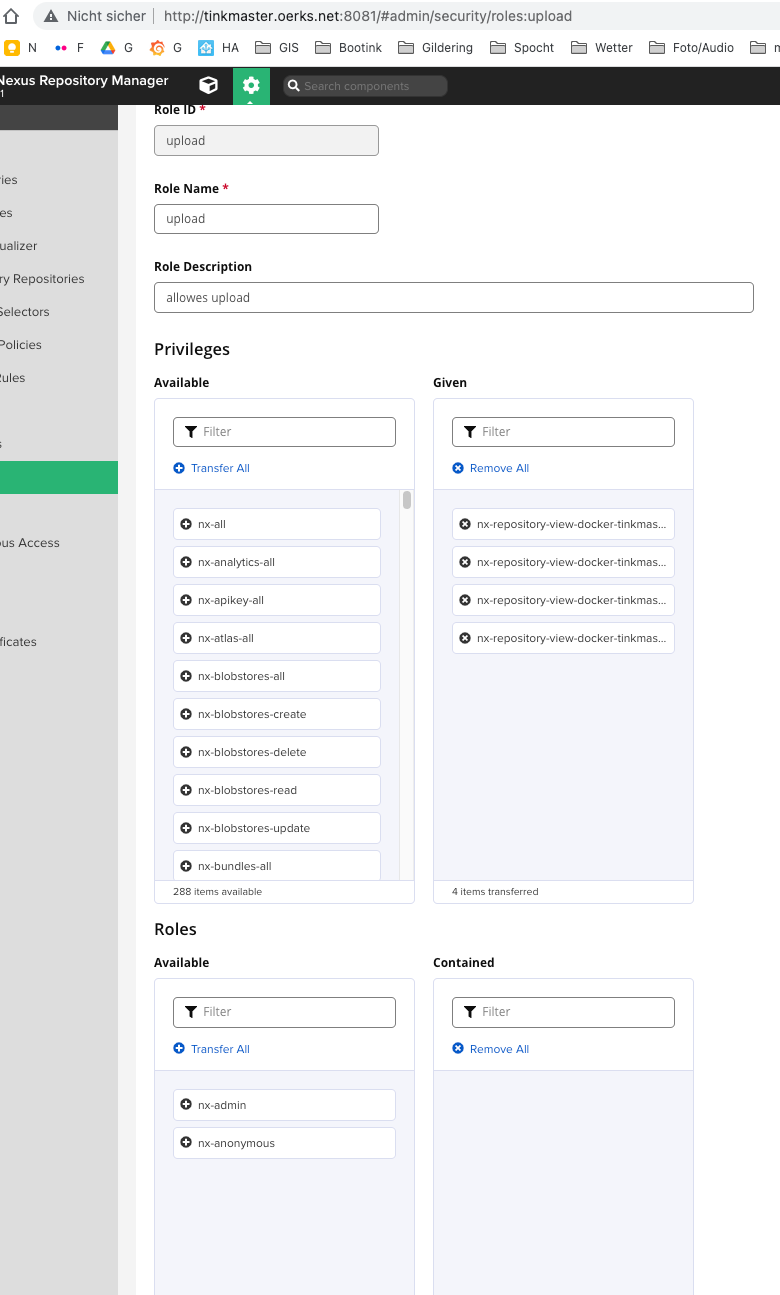 Nicht sicher http://tinkmaster.oerks.net:8081/#admin/security/roles:upload
N F G G HA GIS Bootink Gildering Spocht Wetter Foto/Audio
Nexus Repository Manager
Search components
Role ID *
upload
Role Name *
upload
Role Description
allowes upload
Privileges
Available
Filter
Transfer All
nx-all
nx-analytics-all
nx-apikey-all
nx-atlas-all
nx-blobstores-all
nx-blobstores-create
nx-blobstores-delete
nx-blobstores-read
nx-blobstores-update
nx-bundles-all
288 items available
Given
Filter
Remove All
nx-repository-view-docker-tinkmas...
nx-repository-view-docker-tinkmas...
nx-repository-view-docker-tinkmas...
nx-repository-view-docker-tinkmas...
4 items transferred
Roles
Available
Filter
Transfer All
nx-admin
nx-anonymous
Contained
Filter
Remove All
ries
es
ualizer
ry Repositories
Selectors
Policies
Rules
s
ous Access
ificates